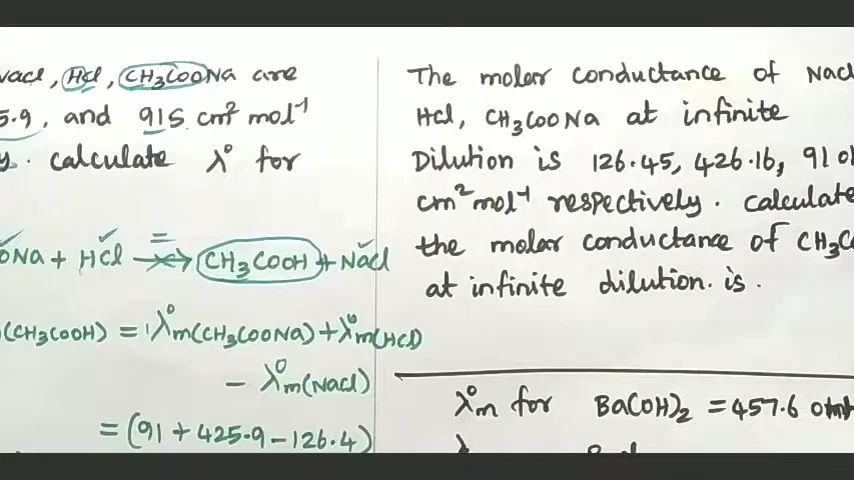 Nacl, Hcl, CH3COONa are
5.9, and 91 S cm² mol⁻¹
y. calculate λ° for
ONa + HCl ⟶ CH3COOH + NaCl
(CH3COOH) = λ°m(CH3COONa) + λ°m(HCl)
− λ°m(NaCl)
= (91 + 425.9 − 126.4)
The molar conductance of Nacl
Hcl, CH3COONa at infinite
Dilution is 126.45, 426.16, 91 oh
cm² mol⁻¹ respectively. calculate
the molar conductance of CH3Co
at infinite dilution. is.
λ°m for Ba(OH)2 = 457.6 ohm